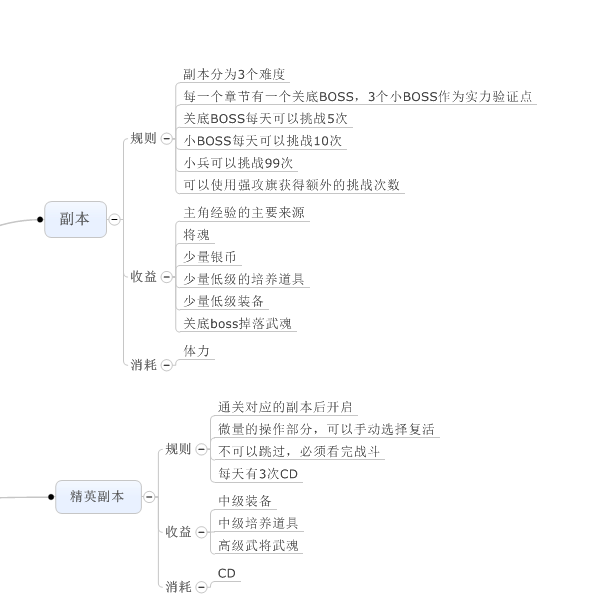 副本
规则
副本分为3个难度
每一个章节有一个关底BOSS，3个小BOSS作为实力验证点
关底BOSS每天可以挑战5次
小BOSS每天可以挑战10次
小兵可以挑战99次
可以使用强攻旗获得额外的挑战次数
收益
主角经验的主要来源
将魂
少量银币
少量低级的培养道具
少量低级装备
关底boss掉落武魂
消耗
体力
精英副本
规则
通关对应的副本后开启
微量的操作部分，可以手动选择复活
不可以跳过，必须看完战斗
每天有3次CD
收益
中级装备
中级培养道具
高级武将武魂
消耗
CD